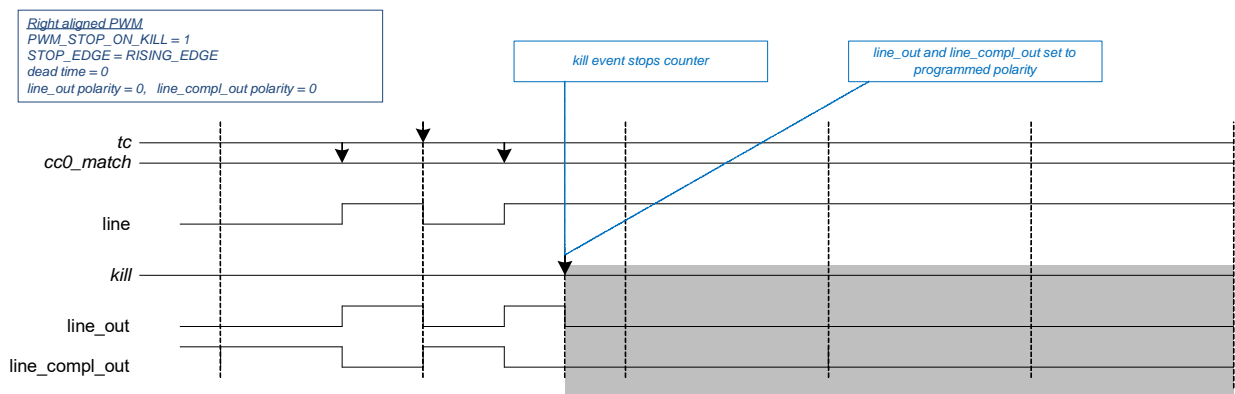 Right aligned PWM
PWM_STOP_ON_KILL = 1
STOP_EDGE = RISING_EDGE
dead time = 0
line_out polarity = 0, line_compl_out polarity = 0
kill event stops counter
line_out and line_compl_out set to
programmed polarity
tc
cc0_match
line
kill
line_out
line_compl_out